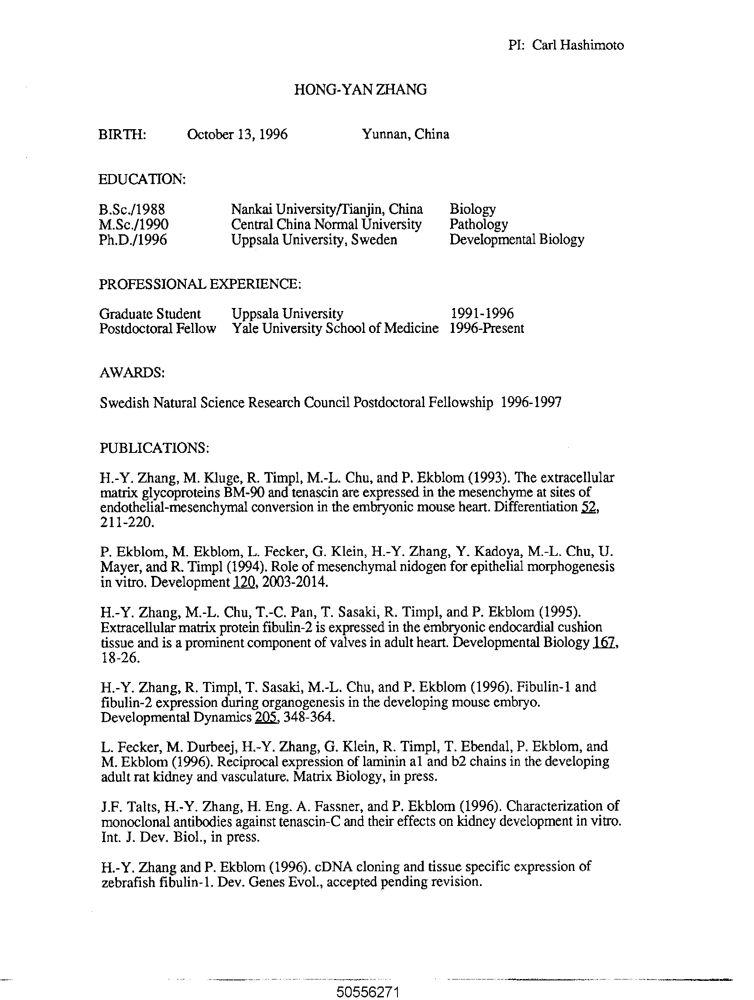 PI: Carl Hashimoto
HONG-YAN ZHANG
BIRTH: October 13, 1996 Yunnan, China
EDUCATION:
B.Sc./1988 Nankai University/Tianjin, China Biology
M.Sc./1990 Central China Normal University Pathology
Ph.D./1996 Uppsala University, Sweden Developmental Biology
PROFESSIONAL EXPERIENCE:
Graduate Student Uppsala University 1991-1996
Postdoctoral Fellow Yale University School of Medicine 1996-Present
AWARDS:
Swedish Natural Science Research Council Postdoctoral Fellowship 1996-1997
PUBLICATIONS:
H.-Y. Zhang, M. Kluge, R. Timpl, M.-L. Chu, and P. Ekblom (1993). The extracellular
matrix glycoproteins BM-90 and tenascin are expressed in the mesenchyme at sites of
endothelial-mesenchymal conversion in the embryonic mouse heart. Differentiation 52,
211-220.
P. Ekblom, M. Ekblom, L. Fecker, G. Klein, H.-Y. Zhang, Y. Kadoya, M.-L. Chu, U.
Mayer, and R. Timpl (1994). Role of mesenchymal nidogen for epithelial morphogenesis
in vitro. Development 120, 2003-2014.
H.-Y. Zhang, M.-L. Chu, T.-C. Pan, T. Sasaki, R. Timpl, and P. Ekblom (1995).
Extracellular matrix protein fibulin-2 is expressed in the embryonic endocardial cushion
tissue and is a prominent component of valves in adult heart. Developmental Biology 167,
18-26.
H.-Y. Zhang, R. Timpl, T. Sasaki, M.-L. Chu, and P. Ekblom (1996). Fibulin-1 and
fibulin-2 expression during organogenesis in the developing mouse embryo.
Developmental Dynamics 205, 348-364.
L. Fecker, M. Durbeej, H.-Y. Zhang, G. Klein, R. Timpl, T. Ebendal, P. Ekblom, and
M. Ekblom (1996). Reciprocal expression of laminin a1 and b2 chains in the developing
adult rat kidney and vasculature. Matrix Biology, in press.
J.F. Talts, H.-Y. Zhang, H. Eng. A. Fassner, and P. Ekblom (1996). Characterization of
monoclonal antibodies against tenascin-C and their effects on kidney development in vitro.
Int. J. Dev. Biol., in press.
H.-Y. Zhang and P. Ekblom (1996). cDNA cloning and tissue specific expression of
zebrafish fibulin-1. Dev. Genes Evol., accepted pending revision.
50556271